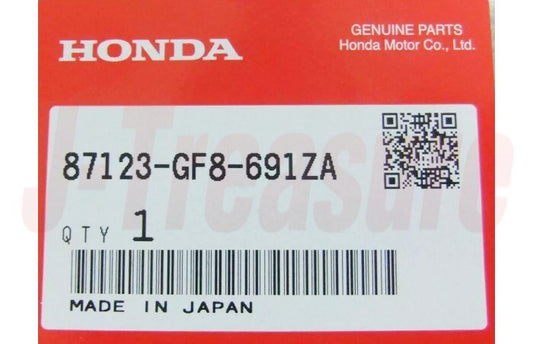 HONDA
GENUINE PARTS
Honda Motor Co., Ltd.
87123-GF8-691ZA
QTY 1
MADE IN JAPAN
J-Treasure